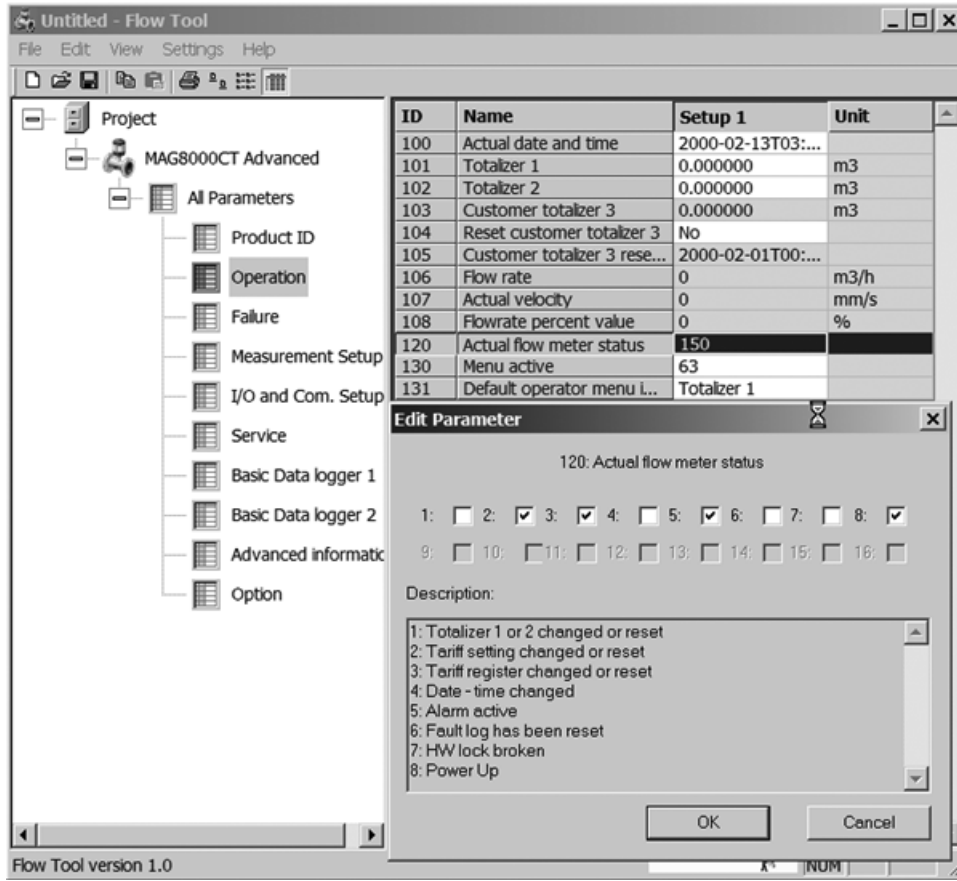 Untitled - Flow Tool
File Edit View Settings Help
Project
MAG8000CT Advanced
All Parameters
Product ID
Operation
Failure
Measurement Setup
I/O and Com. Setup
Service
Basic Data logger 1
Basic Data logger 2
Advanced informatic
Option
ID Name Setup 1 Unit
100 Actual date and time 2000-02-13T03:...
101 Totalizer 1 0.000000 m3
102 Totalizer 2 0.000000 m3
103 Customer totalizer 3 0.000000 m3
104 Reset customer totalizer 3 No
105 Customer totalizer 3 rese... 2000-02-01T00:...
106 Flow rate 0 m3/h
107 Actual velocity 0 mm/s
108 Flowrate percent value 0 %
120 Actual flow meter status 150
130 Menu active 63
131 Default operator menu i... Totalizer 1
Edit Parameter
120: Actual flow meter status
1: 2: 3: 4: 5: 6: 7: 8:
9: 10: 11: 12: 13: 14: 15: 16:
Description:
1: Totalizer 1 or 2 changed or reset
2: Tariff setting changed or reset
3: Tariff register changed or reset
4: Date - time changed
5: Alarm active
6: Fault log has been reset
7: HW lock broken
8: Power Up
OK Cancel
Flow Tool version 1.0
NUM